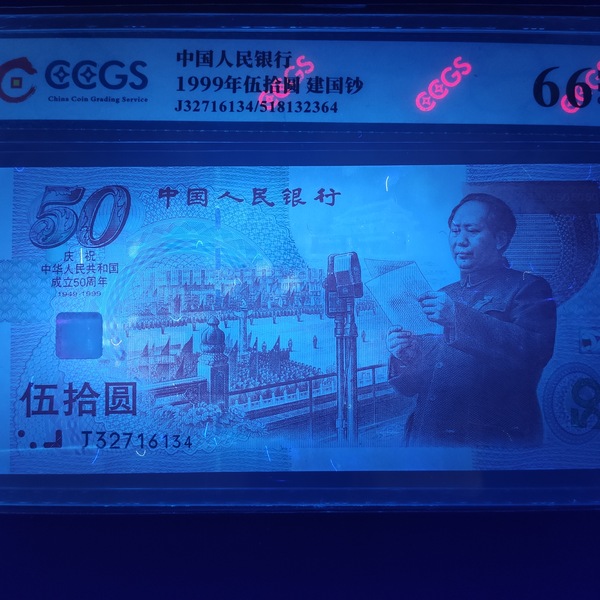 CCGS
China Coin Grading Service
中国人民银行
1999年伍拾圆 建国钞
J32716134/518132364
CCGS
CCGS
66
50
中国人民银行
庆祝
中华人民共和国
成立50周年
1949-1999
伍拾圆
J32716134